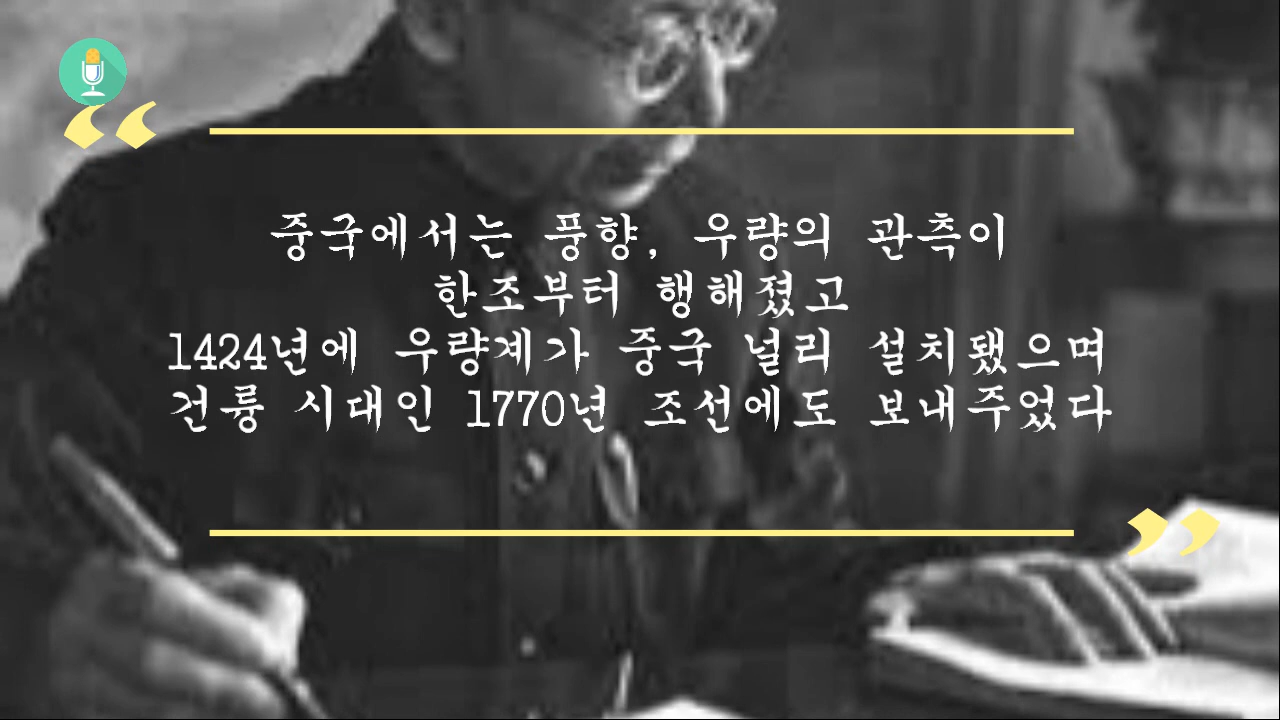 중국에서는 풍향, 우량의 관측이
한조부터 행해졌고
1424년에 우량계가 중국 널리 설치됐으며
건륭 시대인 1770년 조선에도 보내주었다